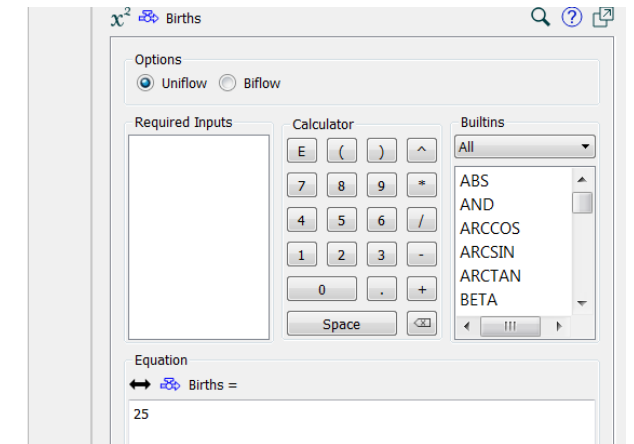 x² Births
Options
Uniflow Biflow
Required Inputs Calculator Builtins
E ( ) ^ All
7 8 9 * ABS
AND
4 5 6 / ARCCOS
1 2 3 - ARCSIN
ARCTAN
0 . + BETA
Space
Equation
Births =
25